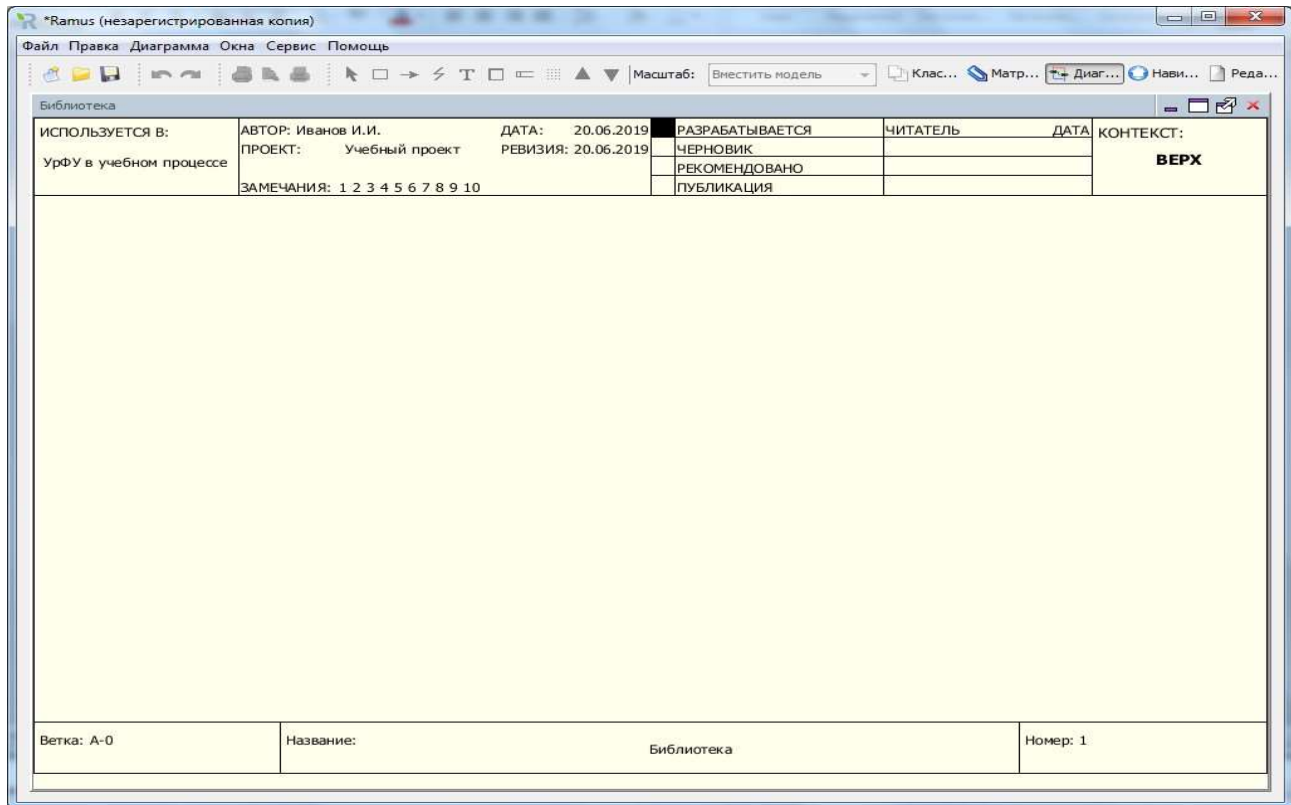 *Ramus (незарегистрированная копия)
Файл Правка Диаграмма Окна Сервис Помощь
Масштаб: Вместить модель Клас... Матр... Диаг... Нави... Реда...
Библиотека
ИСПОЛЬЗУЕТСЯ В:
УрФУ в учебном процессе
АВТОР: Иванов И.И. ДАТА: 20.06.2019
ПРОЕКТ: Учебный проект РЕВИЗИЯ: 20.06.2019
ЗАМЕЧАНИЯ: 1 2 3 4 5 6 7 8 9 10
РАЗРАБАТЫВАЕТСЯ
ЧЕРНОВИК
РЕКОМЕНДОВАНО
ПУБЛИКАЦИЯ
ЧИТАТЕЛЬ ДАТА
КОНТЕКСТ:
ВЕРХ
Ветка: A-0
Название:
Библиотека
Номер: 1